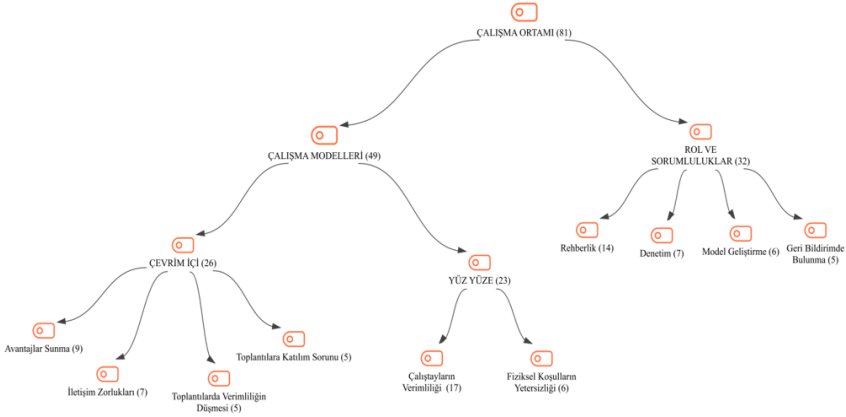 ÇALIŞMA ORTAMI (81)
ÇALIŞMA MODELLERİ (49)
ROL VE
SORUMLULUKLAR (32)
Rehberlik (14)
Denetim (7)
Model Geliştirme (6)
Geri Bildirimde
Bulunma (5)
ÇEVRİM İÇİ (26)
YÜZ YÜZE (23)
Avantajlar Sunma (9)
İletişim Zorlukları (7)
Toplantılarda Verimliliğin
Düşmesi (5)
Toplantılara Katılım Sorunu (5)
Çalıştayların
Verimliliği (17)
Fiziksel Koşulların
Yetersizliği (6)